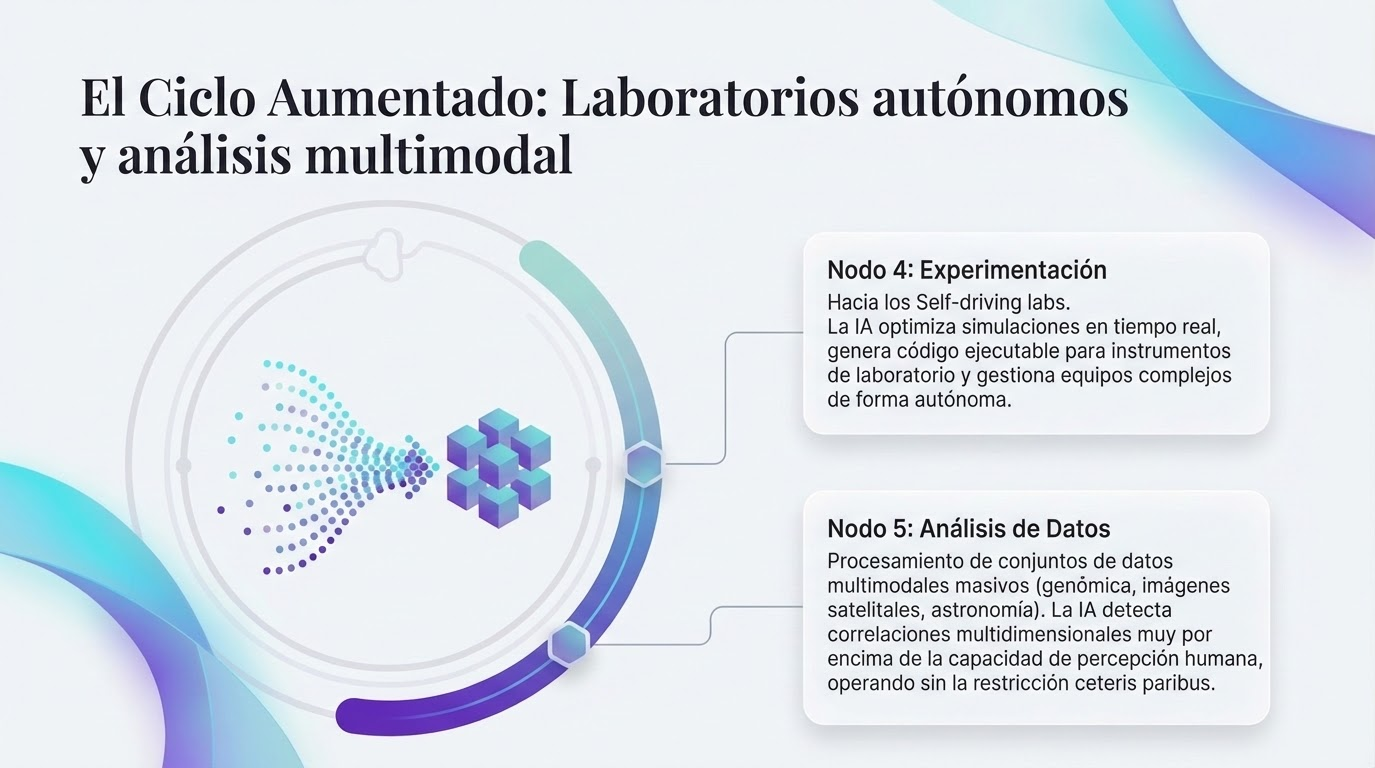 El Ciclo Aumentado: Laboratorios autónomos
y análisis multimodal
Nodo 4: Experimentación
Hacia los Self-driving labs.
La IA optimiza simulaciones en tiempo real,
genera código ejecutable para instrumentos
de laboratorio y gestiona equipos complejos
de forma autónoma.
Nodo 5: Análisis de Datos
Procesamiento de conjuntos de datos
multimodales masivos (genómica, imágenes
satelitales, astronomía). La IA detecta
correlaciones multidimensionales muy por
encima de la capacidad de percepción humana,
operando sin la restricción ceteris paribus.